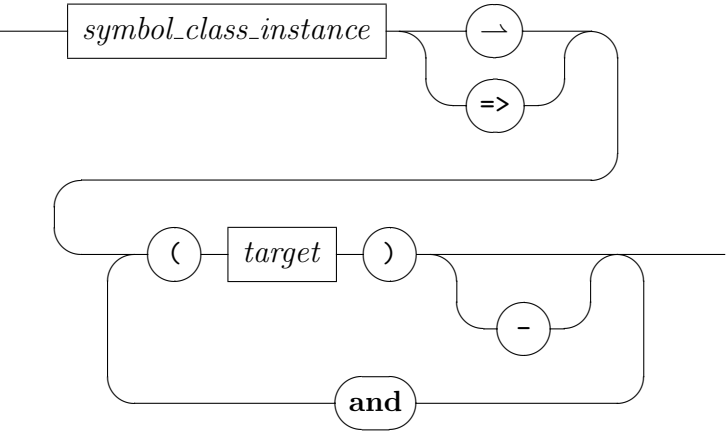 symbol_class_instance ⇀
=>
( target )
-
and